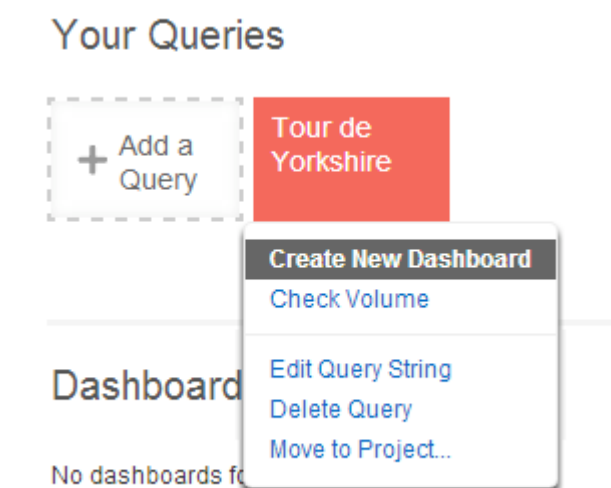 Your Queries
+ Add a
Query
Tour de
Yorkshire
Create New Dashboard
Check Volume
Edit Query String
Delete Query
Move to Project...
Dashboard
No dashboards